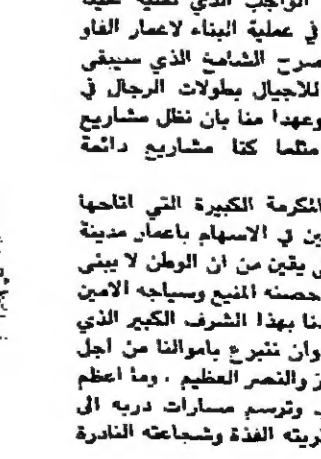 الواجب الذي تمليه علينا
في عملية البناء لاعمار الفاو
صرح الشامخ الذي سيبقى
للاجيال بطولات الرجال في
وعهدا منا بان نظل مشاريع
مثلما كنا مشاريع دائمة
المكرمة الكبيرة التي اتاحها
ين في الاسهام باعمار مدينة
ى يقين من ان الوطن لا يبنى
حصنه المنيع وسياجه الامين
نا بهذا الشرف الكبير الذي
وان نتبرع باموالنا من اجل
ز والنصر العظيم . وما اعظم
وترسم مسارات دربه الى
ريته الفذة وشجاعته النادرة